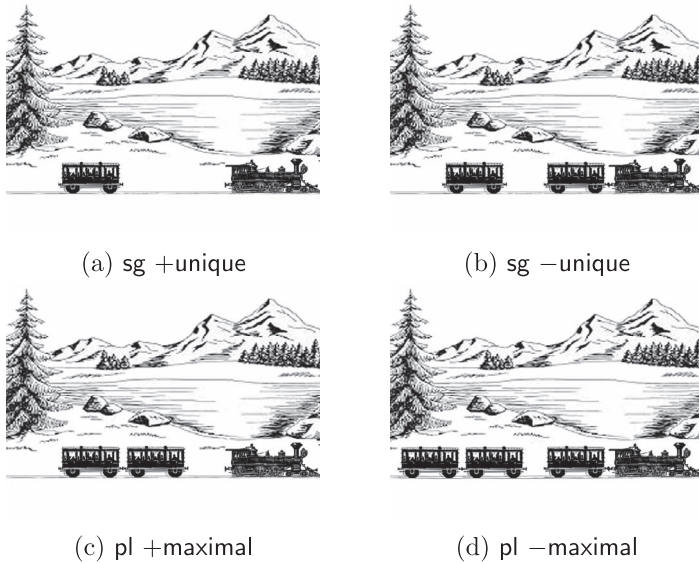 (a) sg +unique
(b) sg −unique
(c) pl +maximal
(d) pl −maximal